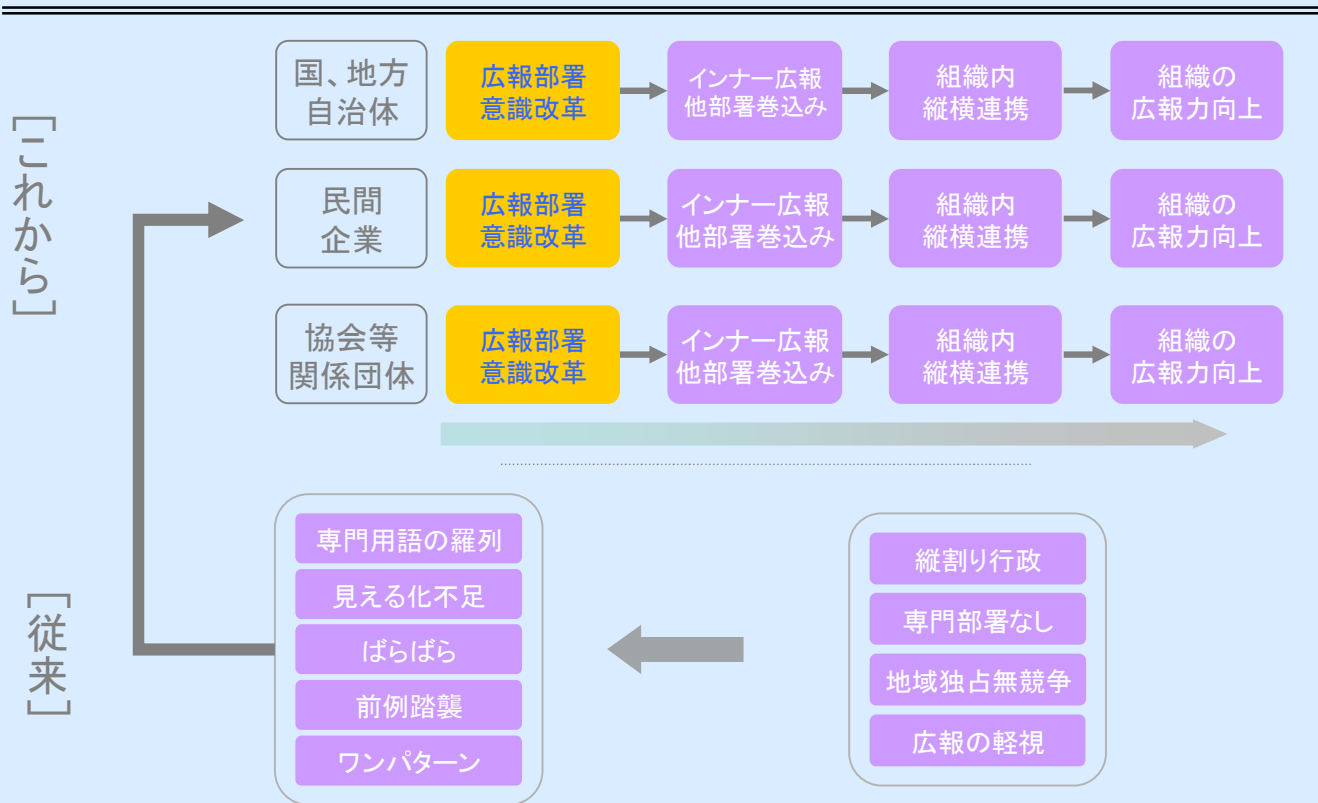 [これから]
国、地方
自治体
広報部署
意識改革
インナー広報
他部署巻込み
組織内
縦横連携
組織の
広報力向上
民間
企業
広報部署
意識改革
インナー広報
他部署巻込み
組織内
縦横連携
組織の
広報力向上
協会等
関係団体
広報部署
意識改革
インナー広報
他部署巻込み
組織内
縦横連携
組織の
広報力向上
[従来]
専門用語の羅列
見える化不足
ばらばら
前例踏襲
ワンパターン
縦割り行政
専門部署なし
地域独占無競争
広報の軽視